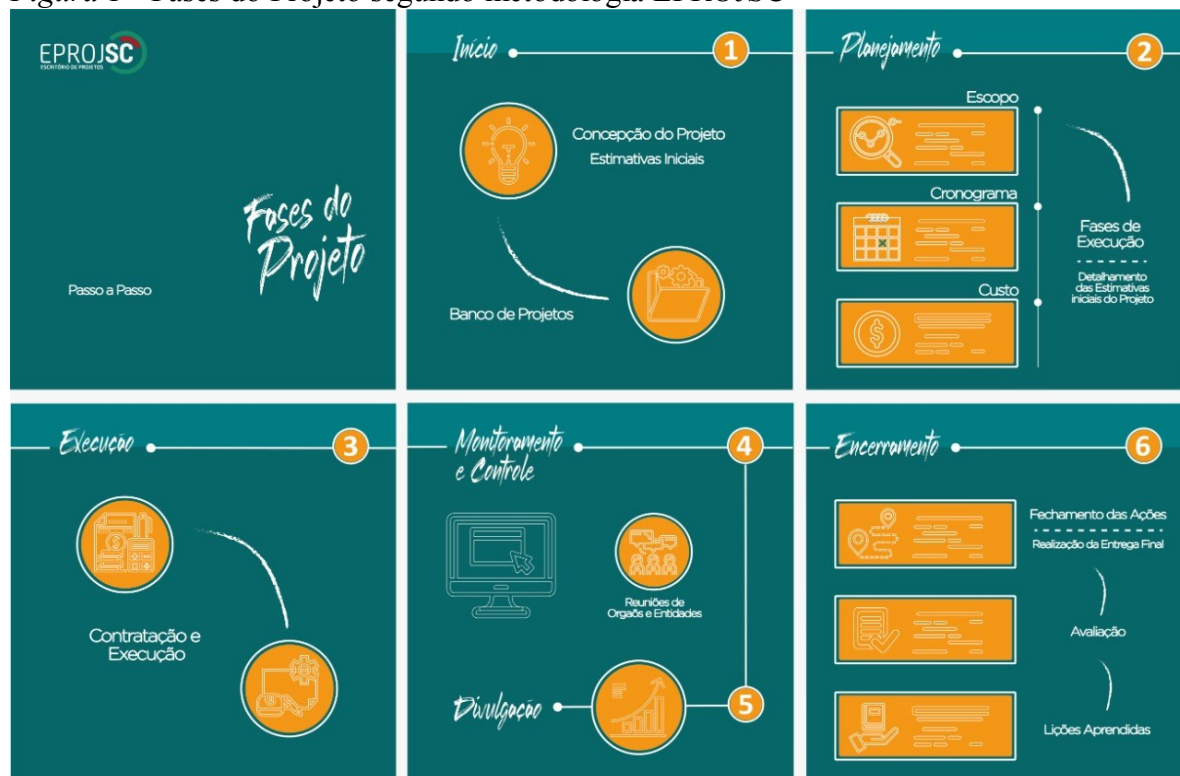 Figura 1 - Fases do Projeto segundo metodologia EPROJSC
EPROJSC
ESCRITÓRIO DE PROJETOS
Fases do
Projeto
Passo a Passo
Início
1
Concepção do Projeto
Estimativas Iniciais
Banco de Projetos
Planejamento
2
Escopo
Cronograma
Custo
Fases de
Execução
Detalhamento
das Estimativas
iniciais do Projeto
Execução
3
Contratação e
Execução
Monitoramento
e Controle
4
Reuniões de
Orgaõs e Entidades
Divulgação
5
Encerramento
6
Fechamento das Ações
Realização da Entrega Final
Avaliação
Lições Aprendidas